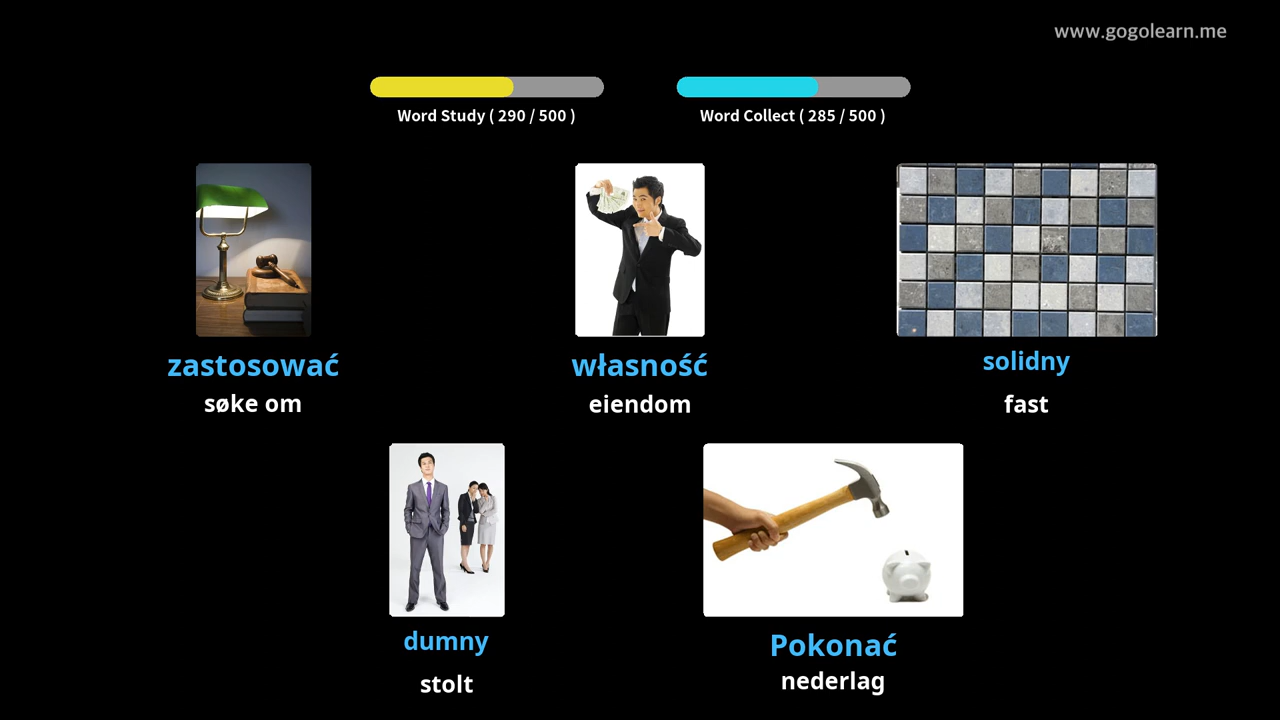 www.gogolearn.me
Word Study ( 290 / 500 )
Word Collect ( 285 / 500 )
zastosować
søke om
własność
eiendom
solidny
fast
dumny
stolt
Pokonać
nederlag